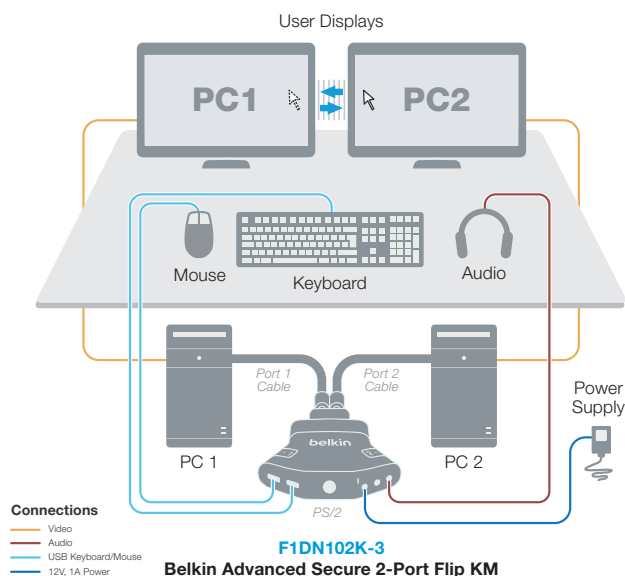 User Displays
PC1
PC2
Mouse
Keyboard
Audio
Port 1
Cable
Port 2
Cable
Power
Supply
belkin
PC 1
PC 2
PS/2
Connections
Video
Audio
USB Keyboard/Mouse
12V, 1A Power
F1DN102K-3
Belkin Advanced Secure 2-Port Flip KM